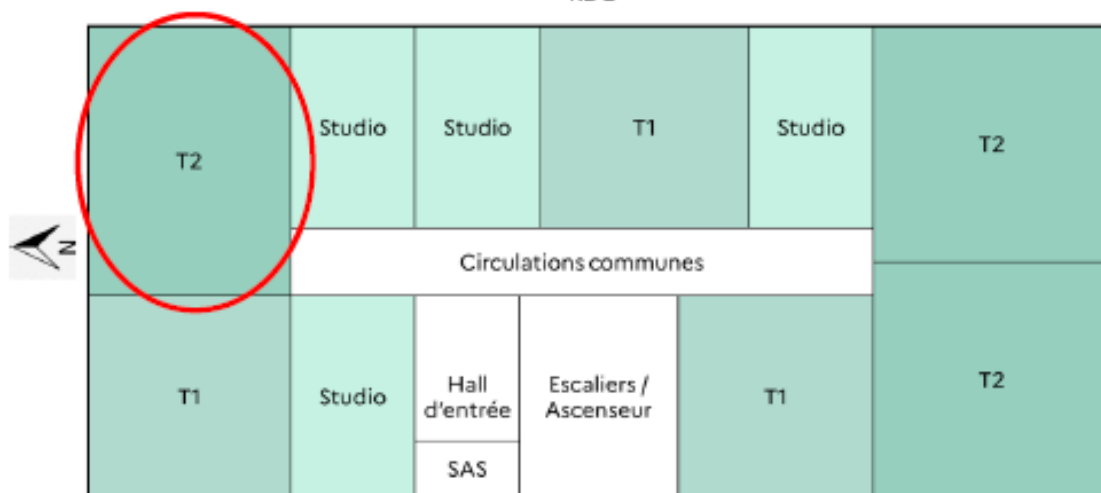 Studio
Studio
T1
Studio
T2
T2
N
Circulations communes
T1
Studio
Hall
d'entrée
Escaliers /
Ascenseur
T1
T2
SAS